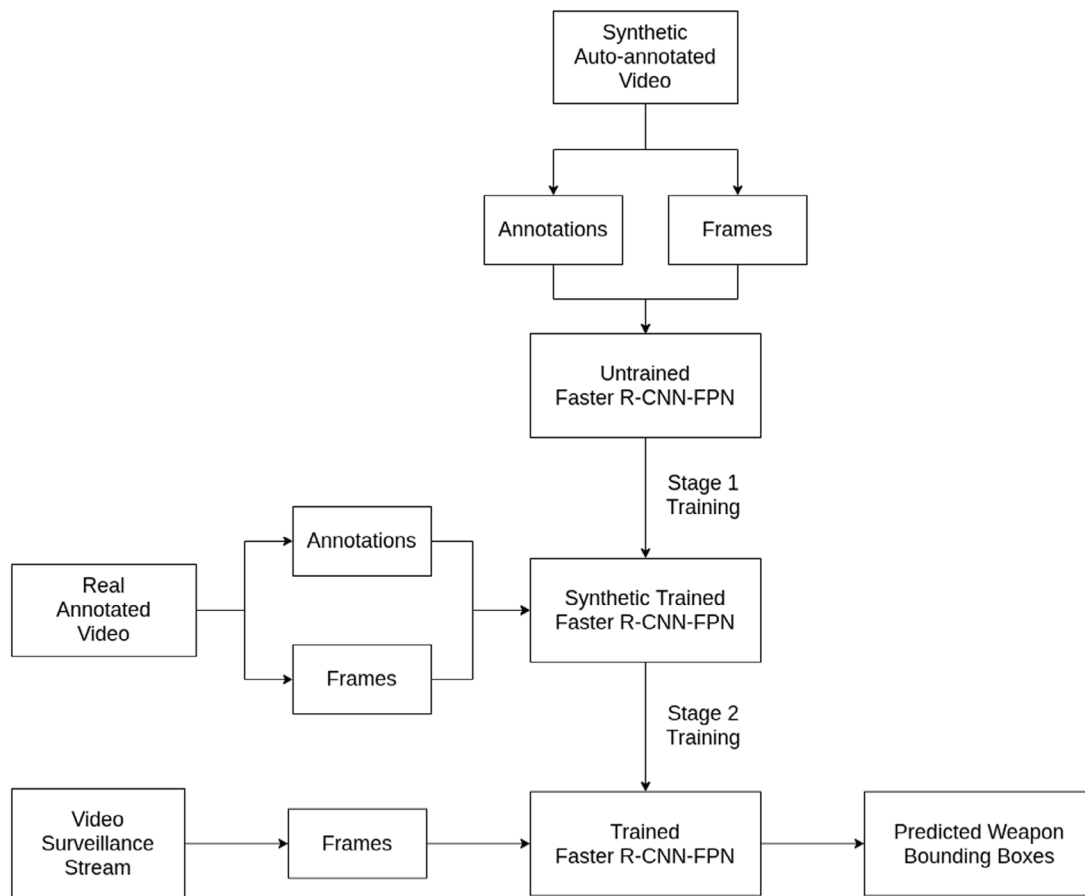 Synthetic
Auto-annotated
Video
Annotations
Frames
Untrained
Faster R-CNN-FPN
Stage 1
Training
Annotations
Real
Annotated
Video
Synthetic Trained
Faster R-CNN-FPN
Frames
Stage 2
Training
Video
Surveillance
Stream
Frames
Trained
Faster R-CNN-FPN
Predicted Weapon
Bounding Boxes